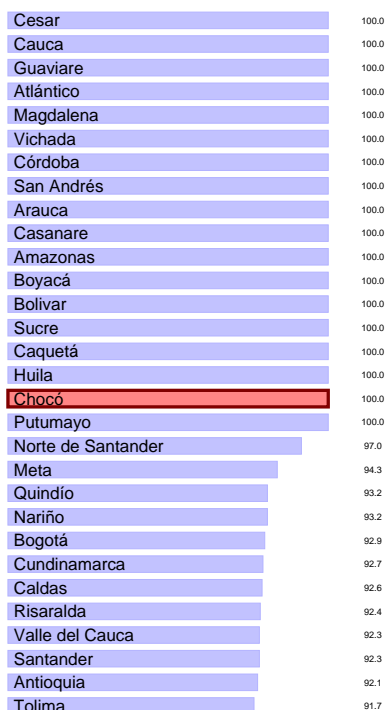 Cesar 100.0
Cauca 100.0
Guaviare 100.0
Atlántico 100.0
Magdalena 100.0
Vichada 100.0
Córdoba 100.0
San Andrés 100.0
Arauca 100.0
Casanare 100.0
Amazonas 100.0
Boyacá 100.0
Bolivar 100.0
Sucre 100.0
Caquetá 100.0
Huila 100.0
Chocó 100.0
Putumayo 100.0
Norte de Santander 97.0
Meta 94.3
Quindío 93.2
Nariño 93.2
Bogotá 92.9
Cundinamarca 92.7
Caldas 92.6
Risaralda 92.4
Valle del Cauca 92.3
Santander 92.3
Antioquia 92.1
Tolima 91.7